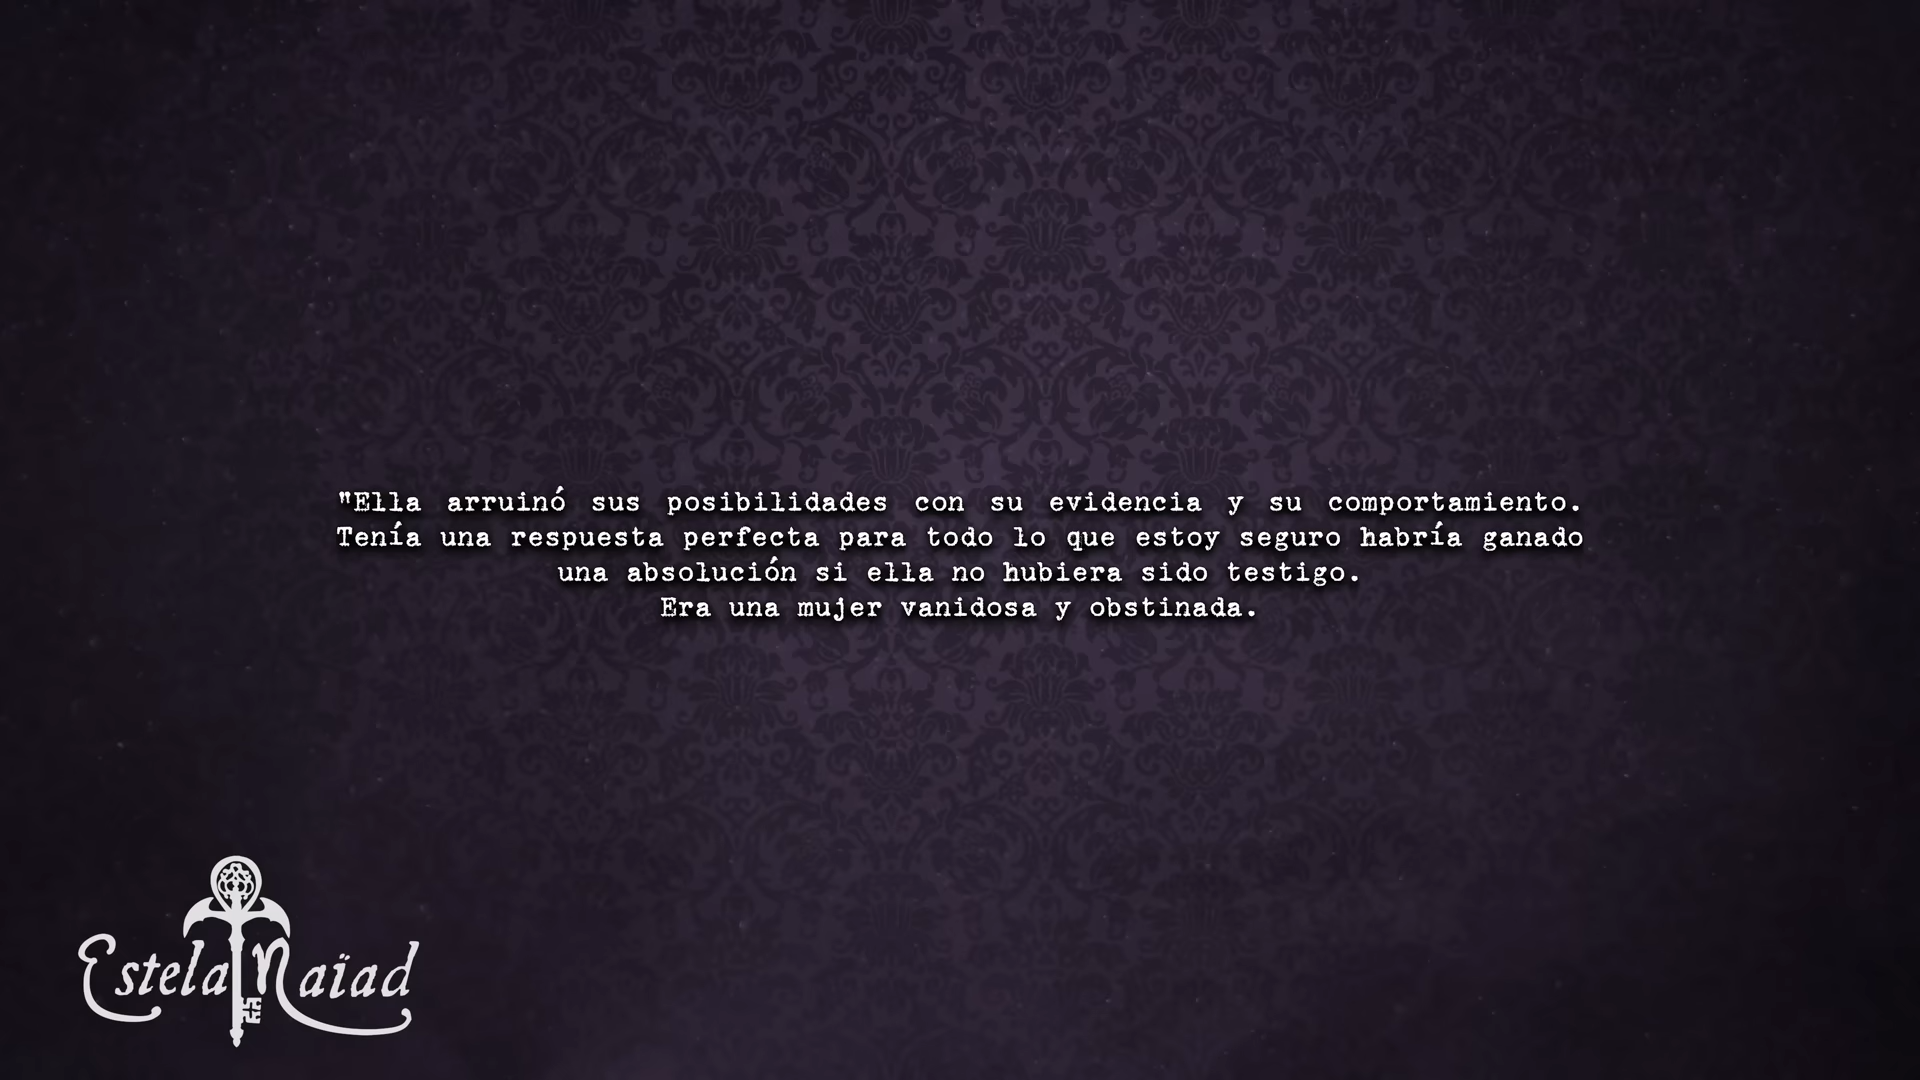 "Ella arruinó sus posibilidades con su evidencia y su comportamiento.
Tenía una respuesta perfecta para todo lo que estoy seguro habría ganado
una absolución si ella no hubiera sido testigo.
Era una mujer vanidosa y obstinada.
Estela Naïad